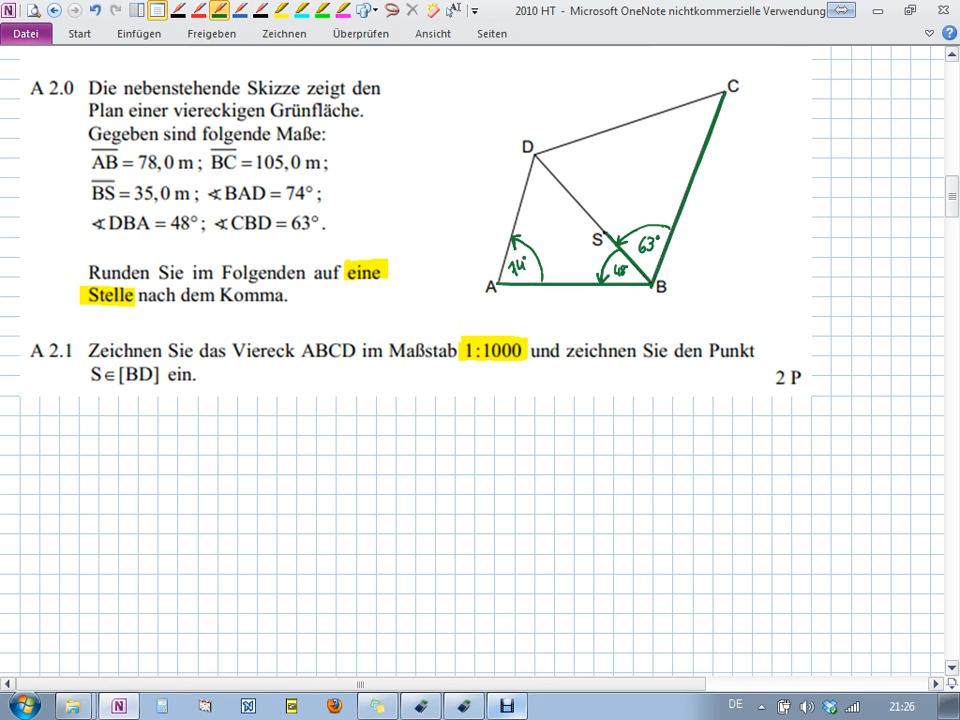 2010 HT - Microsoft OneNote nichtkommerzielle Verwendung
Datei Start Einfügen Freigeben Zeichnen Überprüfen Ansicht Seiten
A 2.0 Die nebenstehende Skizze zeigt den
Plan einer viereckigen Grünfläche.
Gegeben sind folgende Maße:
AB = 78,0 m ; BC = 105,0 m ;
BS = 35,0 m ; ∢BAD = 74° ;
∢DBA = 48° ; ∢CBD = 63° .
Runden Sie im Folgenden auf eine
Stelle nach dem Komma.
C
D
S
63°
74°
48°
A
B
A 2.1 Zeichnen Sie das Viereck ABCD im Maßstab 1:1000 und zeichnen Sie den Punkt
S∈[BD] ein.
2 P
DE
21:26